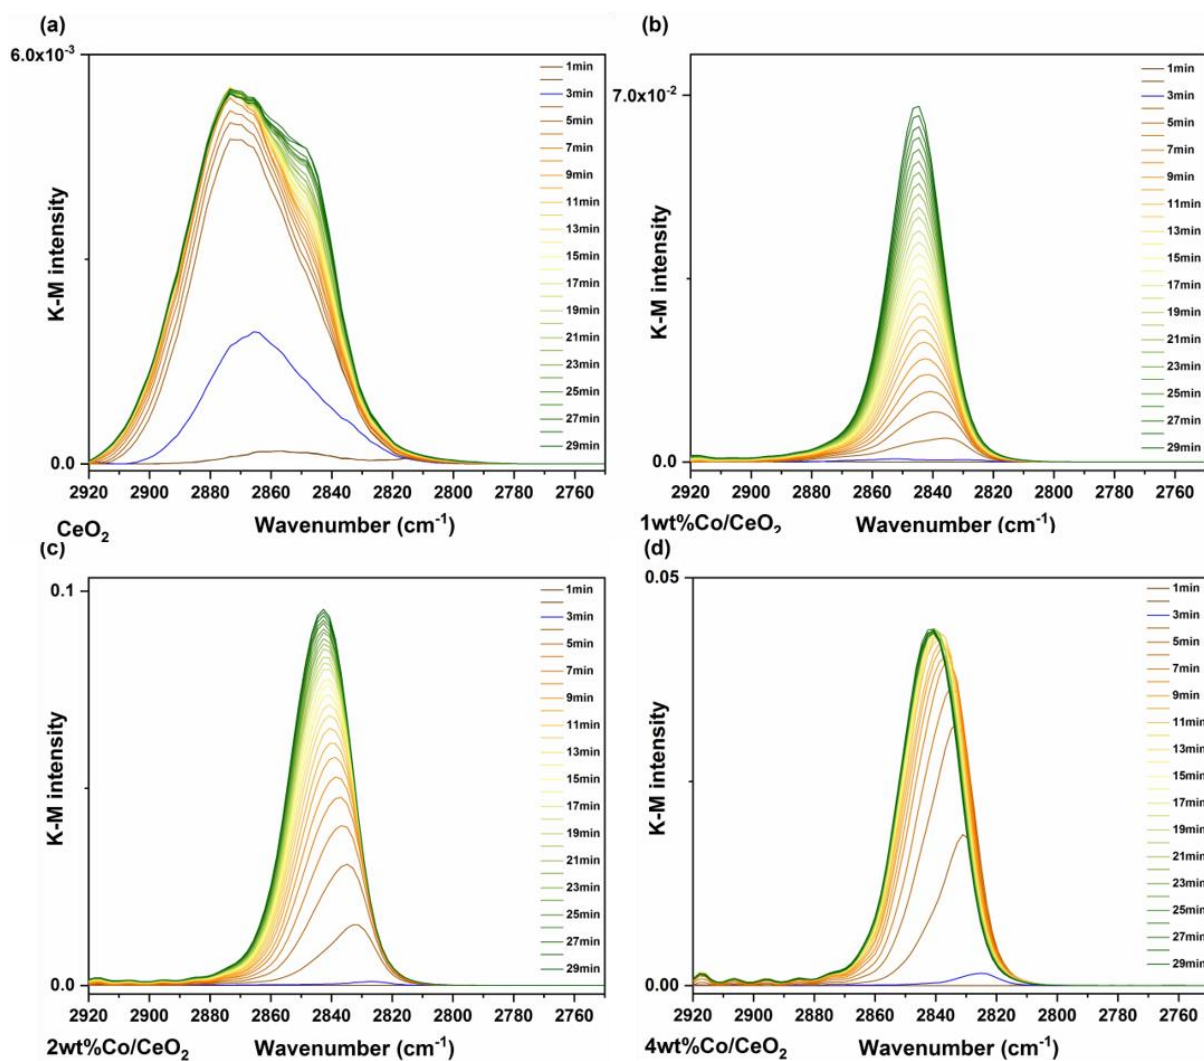 (a)
6.0x10⁻³
K-M intensity
0.0
1min
3min
5min
7min
9min
11min
13min
15min
17min
19min
21min
23min
25min
27min
29min
2920 2900 2880 2860 2840 2820 2800 2780 2760
CeO₂ Wavenumber (cm⁻¹)
(b)
7.0x10⁻²
K-M intensity
0.0
1min
3min
5min
7min
9min
11min
13min
15min
17min
19min
21min
23min
25min
27min
29min
2920 2900 2880 2860 2840 2820 2800 2780 2760
1wt%Co/CeO₂ Wavenumber (cm⁻¹)
(c)
0.1
K-M intensity
0.0
1min
3min
5min
7min
9min
11min
13min
15min
17min
19min
21min
23min
25min
27min
29min
2920 2900 2880 2860 2840 2820 2800 2780 2760
2wt%Co/CeO₂ Wavenumber (cm⁻¹)
(d)
0.05
K-M intensity
0.00
1min
3min
5min
7min
9min
11min
13min
15min
17min
19min
21min
23min
25min
27min
29min
2920 2900 2880 2860 2840 2820 2800 2780 2760
4wt%Co/CeO₂ Wavenumber (cm⁻¹)